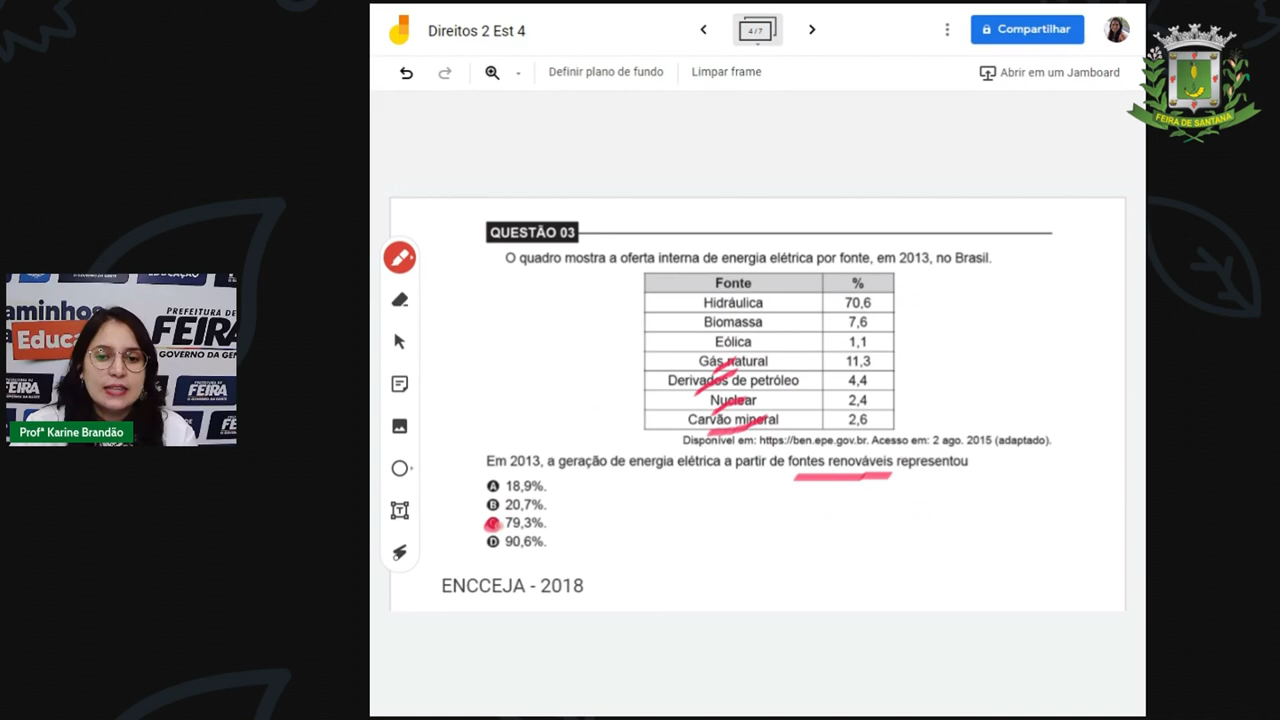 Direitos 2 Est 4
4/7
Compartilhar
Definir plano de fundo
Limpar frame
Abrir em um Jamboard
FEIRA DE SANTANA
QUESTÃO 03
O quadro mostra a oferta interna de energia elétrica por fonte, em 2013, no Brasil.
Fonte %
Hidráulica 70,6
Biomassa 7,6
Eólica 1,1
Gás natural 11,3
Derivados de petróleo 4,4
Nuclear 2,4
Carvão mineral 2,6
Disponível em: https://ben.epe.gov.br. Acesso em: 2 ago. 2015 (adaptado).
Em 2013, a geração de energia elétrica a partir de fontes renováveis representou
A 18,9%.
B 20,7%.
C 79,3%.
D 90,6%.
ENCCEJA - 2018
PREFEITURA DE
FEIRA
GOVERNO DA GEN
aminhos
Educa
FEIRA
FEIRA
Profª Karine Brandão